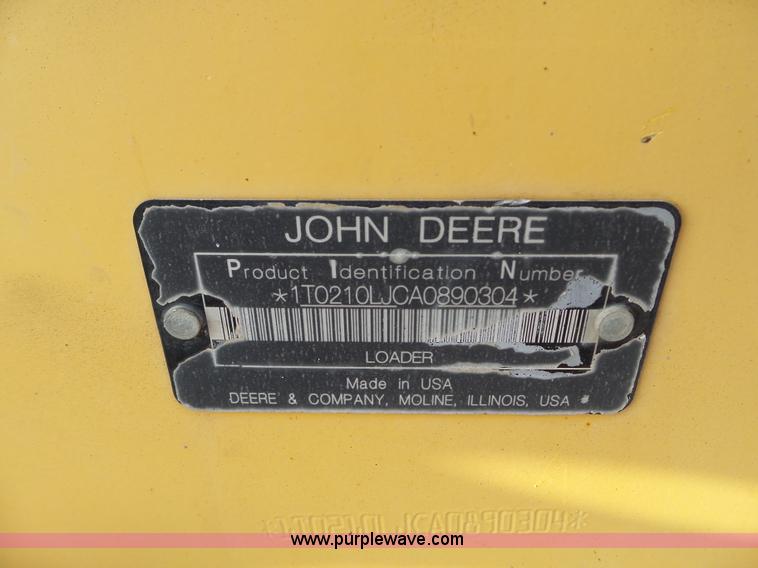 JOHN DEERE
Product Identification Number
*1T0210LJCA0890304*
LOADER
Made in USA
DEERE & COMPANY, MOLINE, ILLINOIS, USA
www.purplewave.com